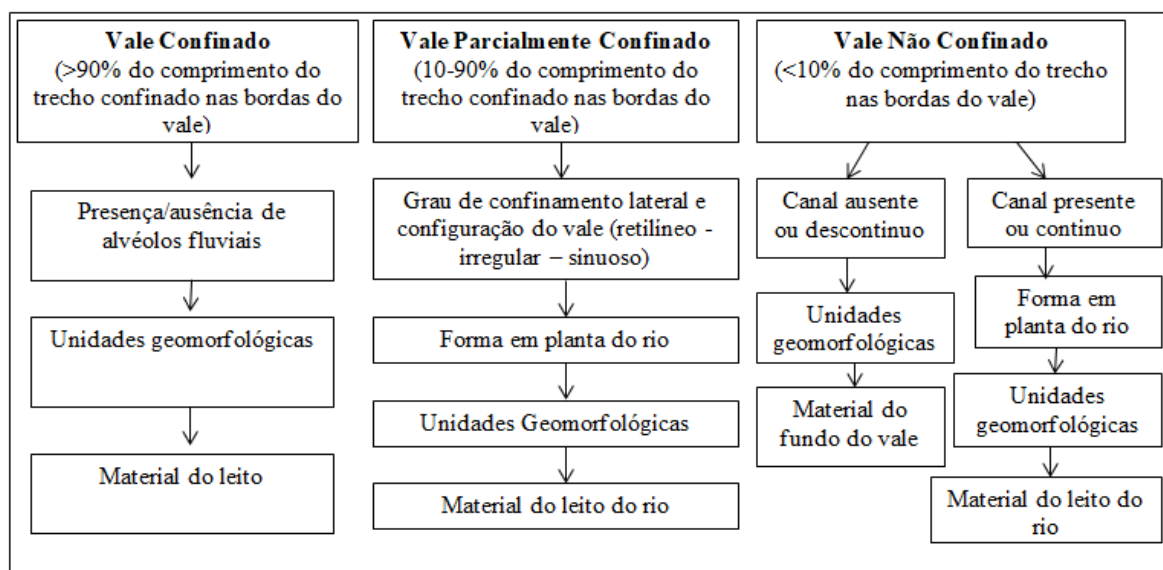 Vale Confinado
(>90% do comprimento do
trecho confinado nas bordas do
vale)
Presença/ausência de
alvéolos fluviais
Unidades geomorfológicas
Material do leito
Vale Parcialmente Confinado
(10-90% do comprimento do
trecho confinado nas bordas do
vale)
Grau de confinamento lateral e
configuração do vale (retilíneo -
irregular – sinuoso)
Forma em planta do rio
Unidades Geomorfológicas
Material do leito do rio
Vale Não Confinado
(<10% do comprimento do trecho
nas bordas do vale)
Canal ausente
ou descontinuo
Unidades
geomorfológicas
Material do
fundo do vale
Canal presente
ou continuo
Forma em
planta do rio
Unidades
geomorfológicas
Material do leito do
rio